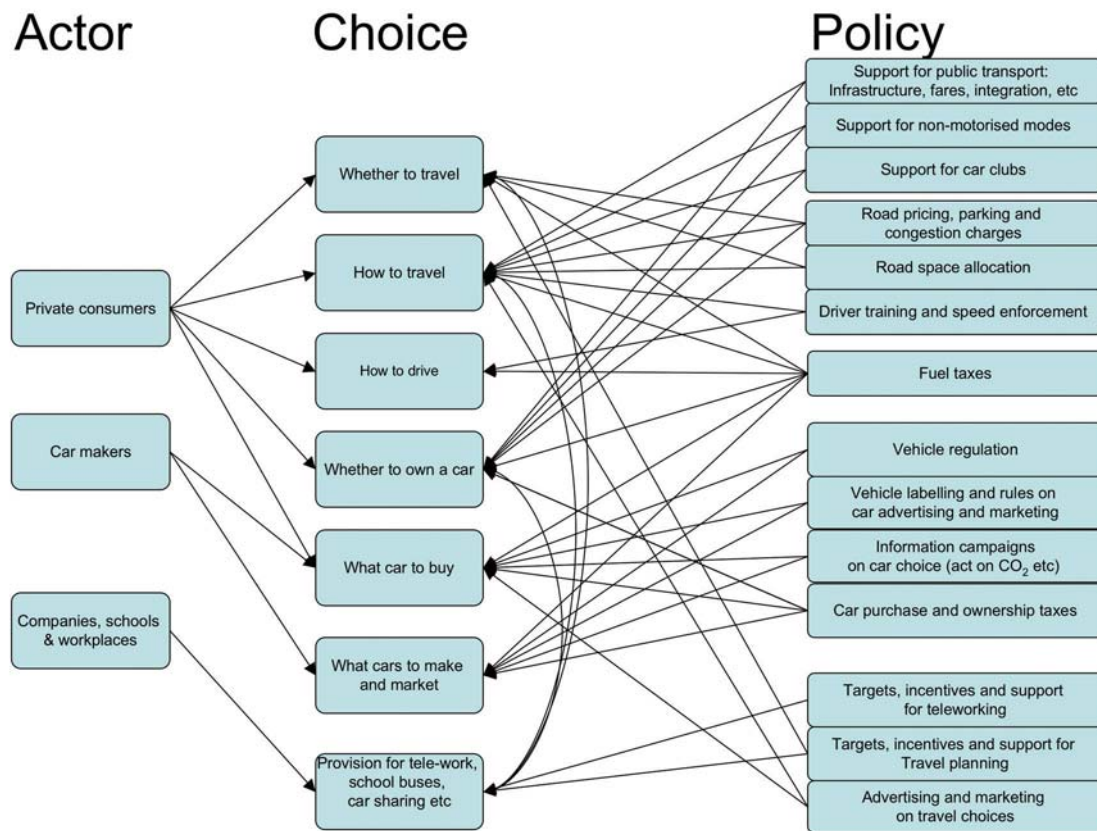 Actor
Choice
Policy
Private consumers
Car makers
Companies, schools
& workplaces
Whether to travel
How to travel
How to drive
Whether to own a car
What car to buy
What cars to make
and market
Provision for tele-work,
school buses,
car sharing etc
Support for public transport:
Infrastructure, fares, integration, etc
Support for non-motorised modes
Support for car clubs
Road pricing, parking and
congestion charges
Road space allocation
Driver training and speed enforcement
Fuel taxes
Vehicle regulation
Vehicle labelling and rules on
car advertising and marketing
Information campaigns
on car choice (act on CO₂ etc)
Car purchase and ownership taxes
Targets, incentives and support
for teleworking
Targets, incentives and support for
Travel planning
Advertising and marketing
on travel choices